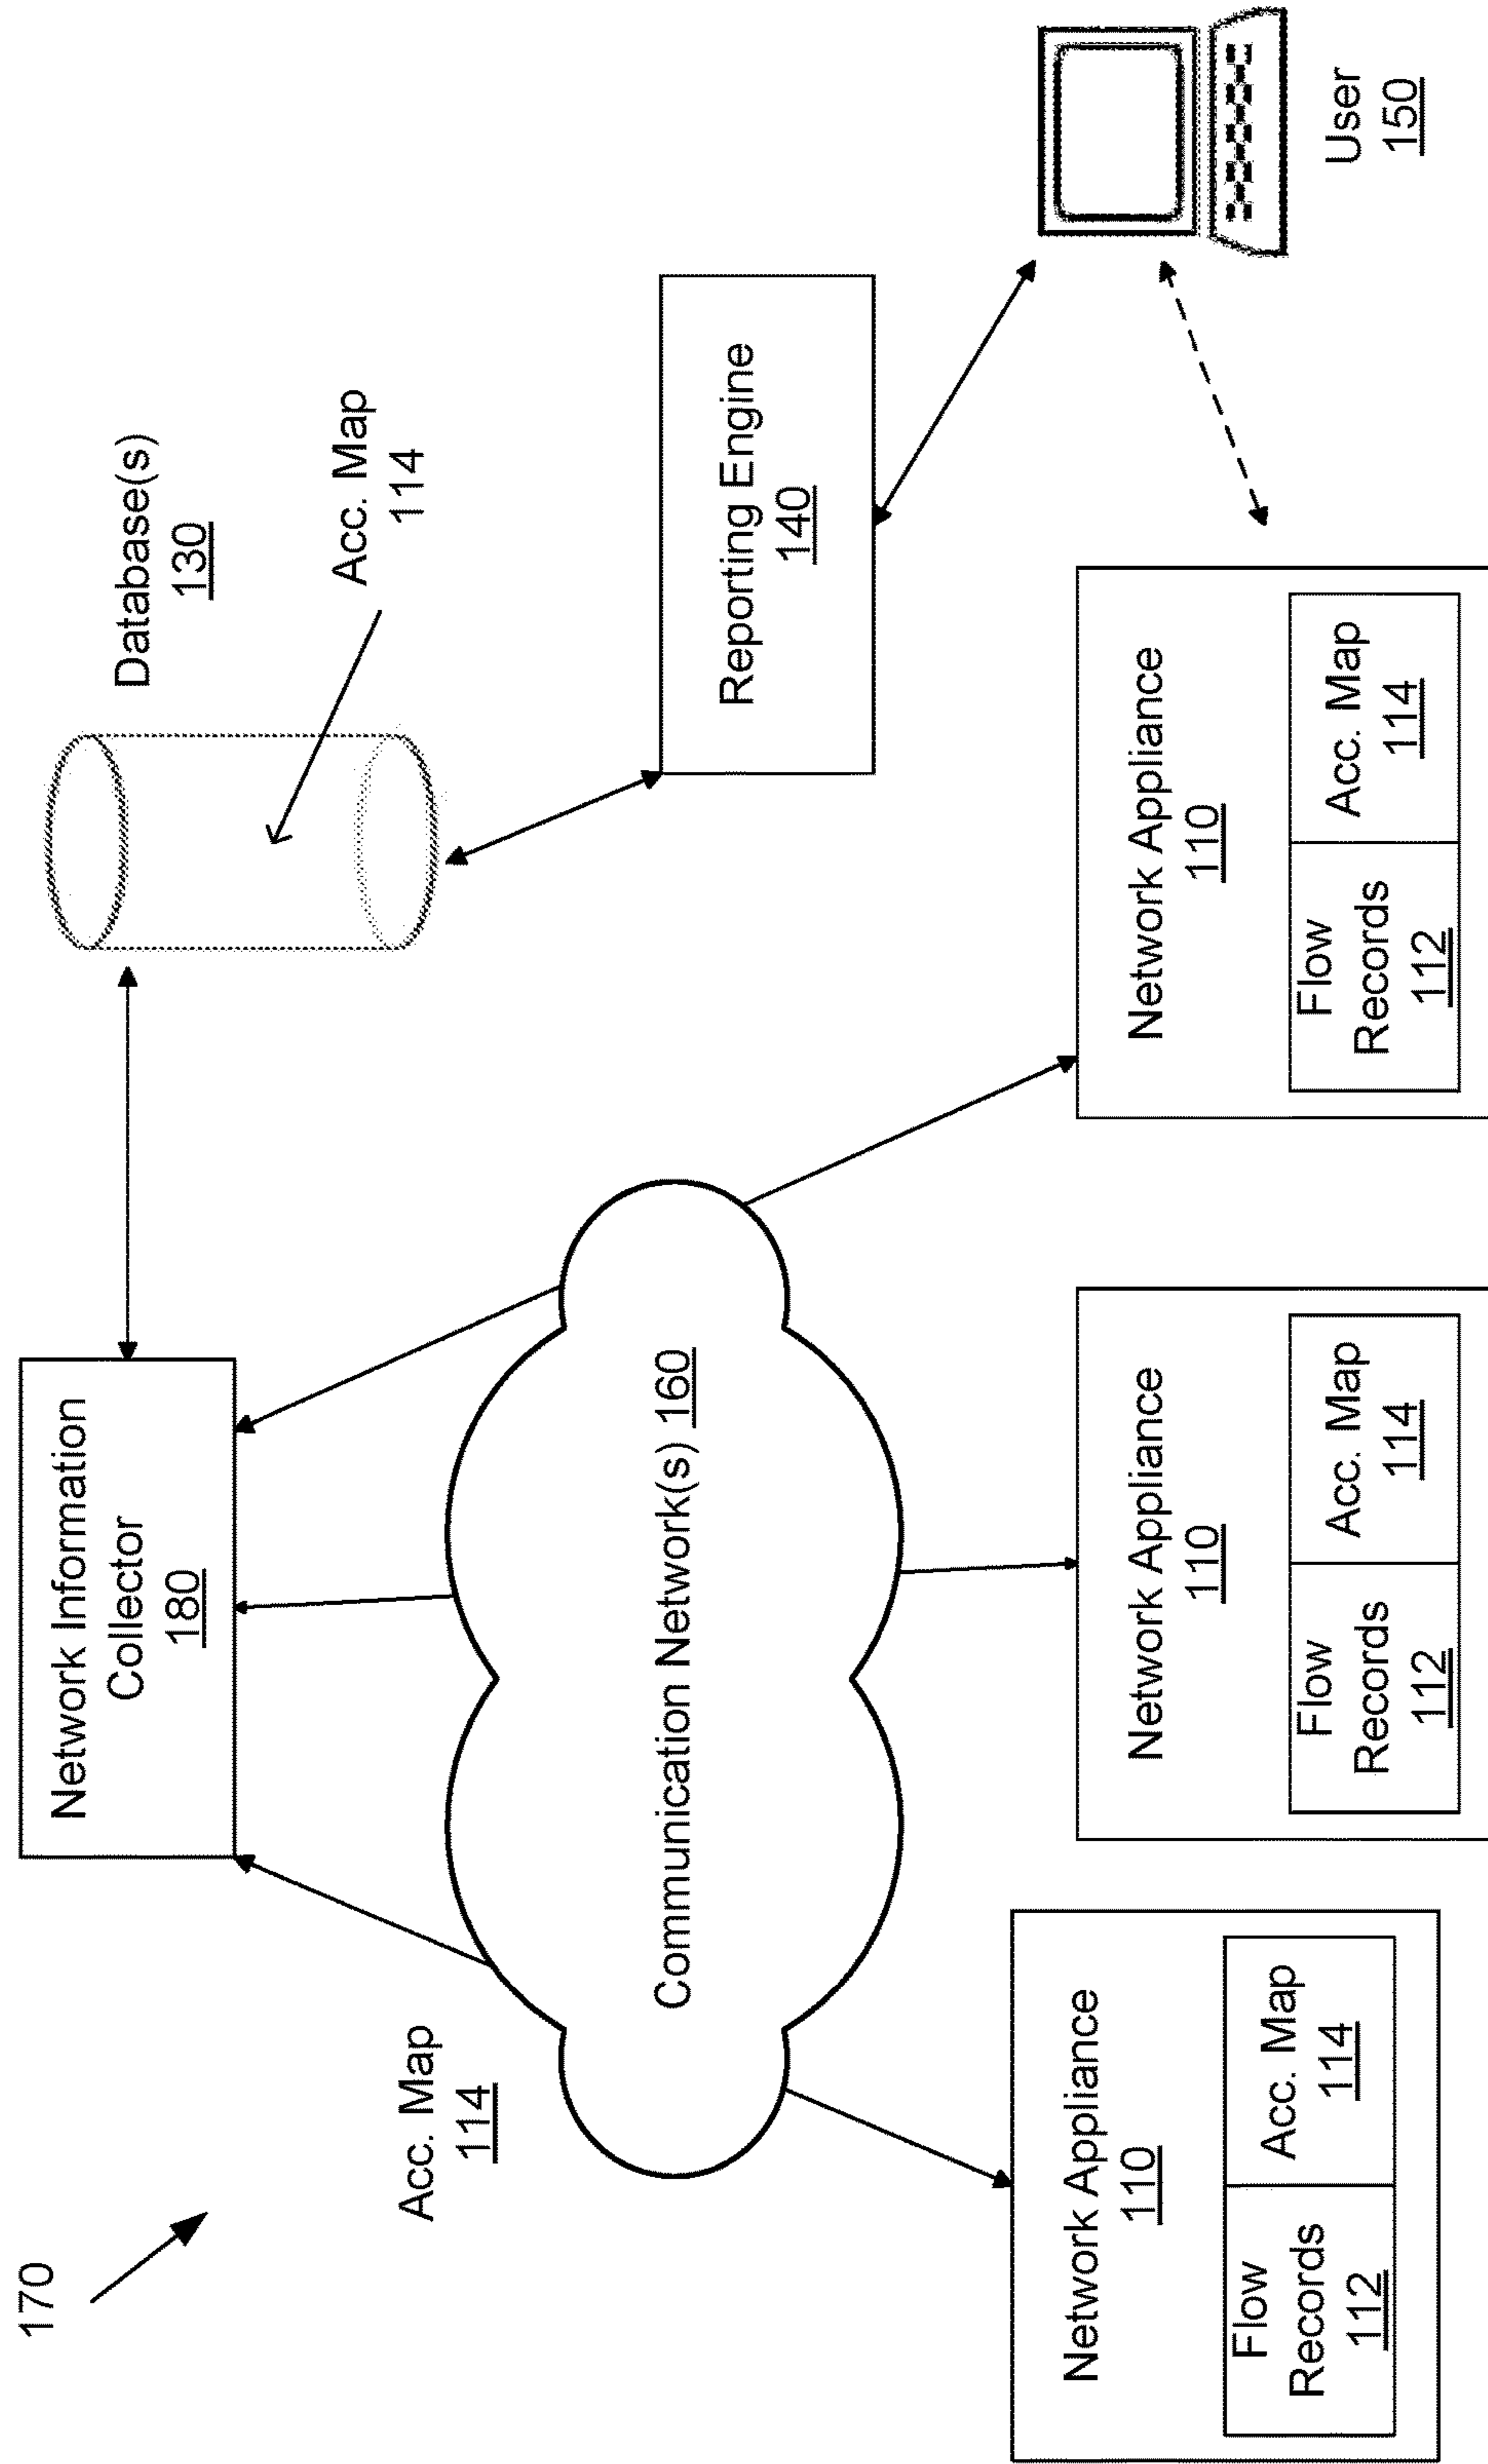 170
Network Information
Collector
180
Database(s)
130
Acc. Map
114
Acc. Map
114
Communication Network(s) 160
Reporting Engine
140
User
150
Network Appliance
110
Flow
Records
112
Acc. Map
114
Network Appliance
110
Flow
Records
112
Acc. Map
114
Network Appliance
110
Flow
Records
112
Acc. Map
114